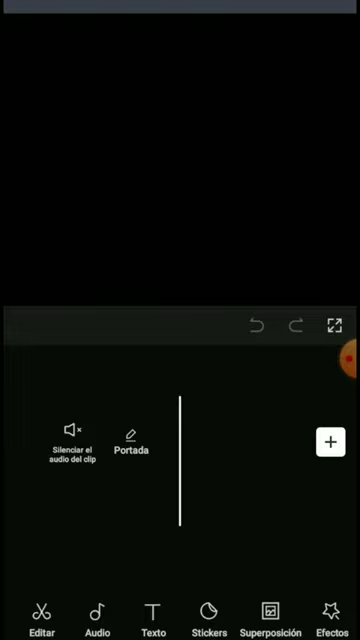 Silenciar el
audio del clip
Portada
Editar
Audio
Texto
Stickers
Superposición
Efectos